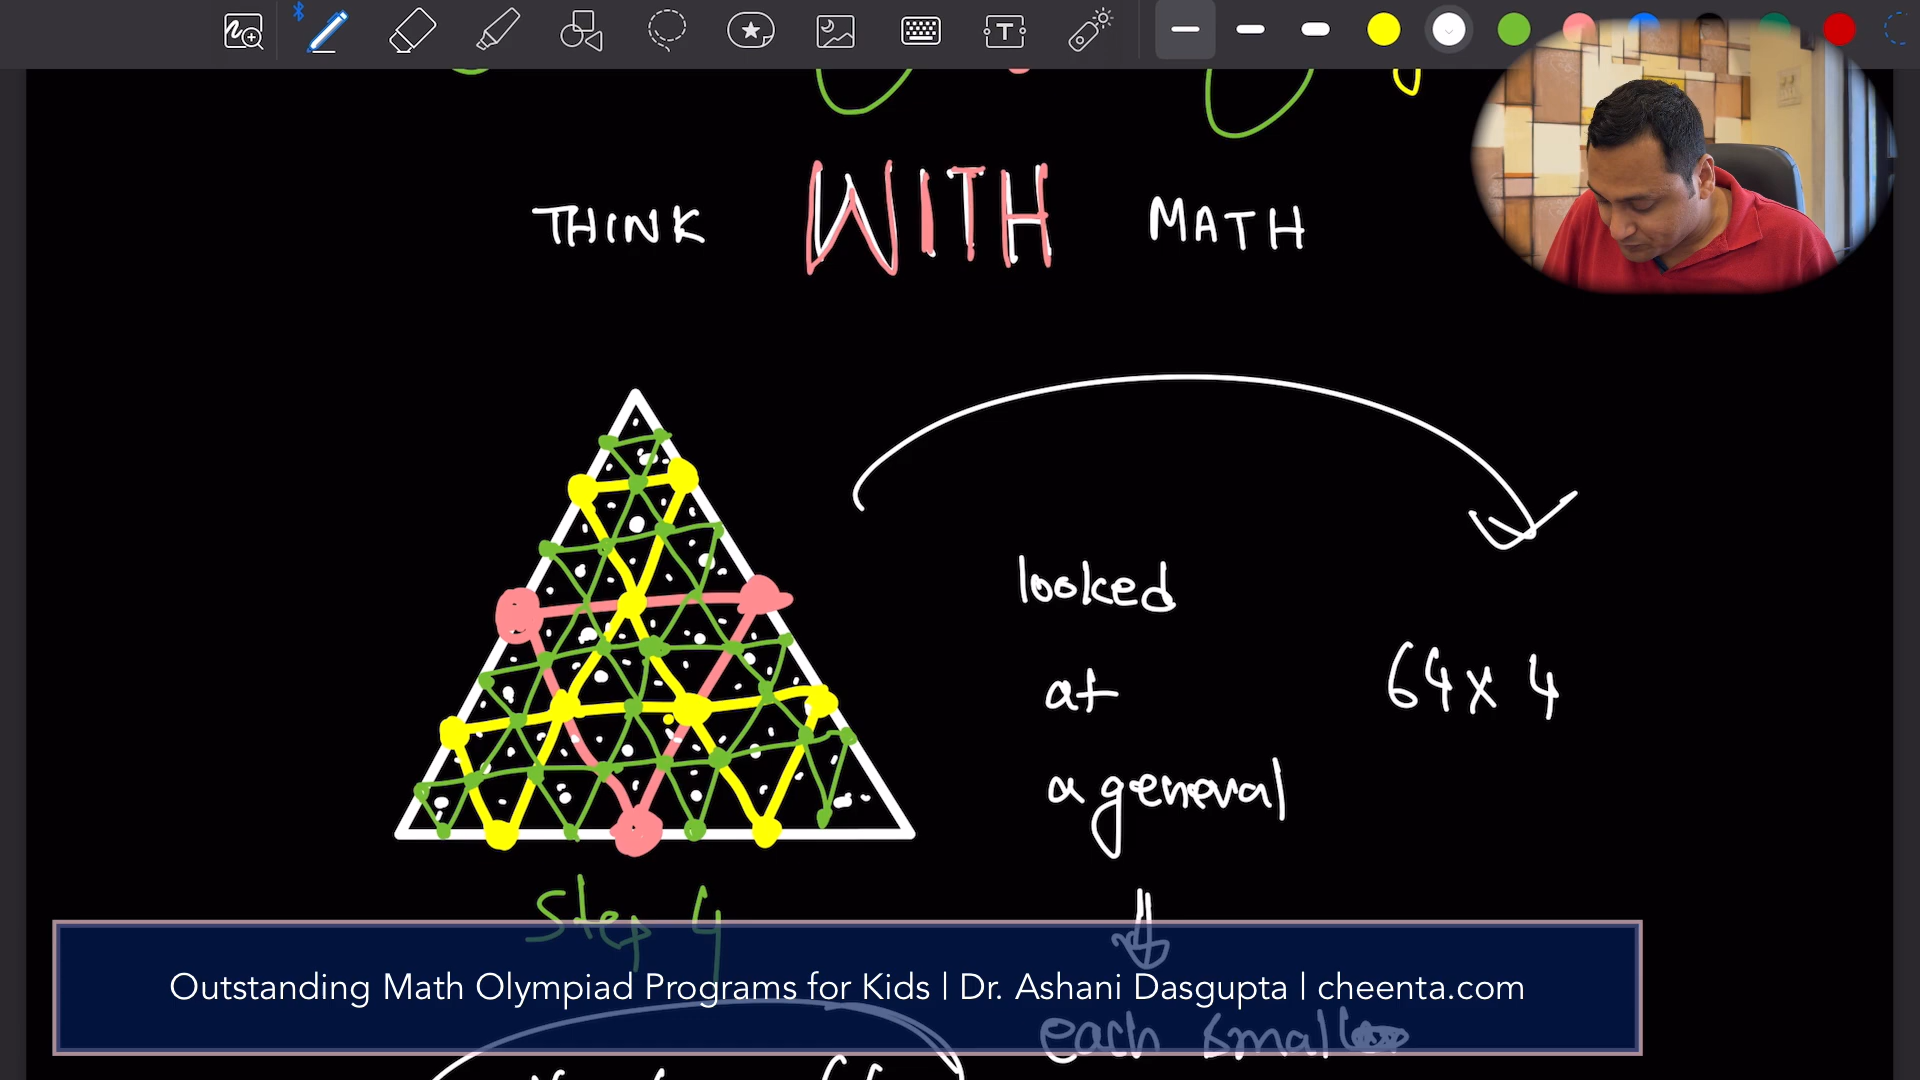 T
THINK WITH MATH
looked
at
64 x 4
a general
Step 4
Outstanding Math Olympiad Programs for Kids | Dr. Ashani Dasgupta | cheenta.com
each small